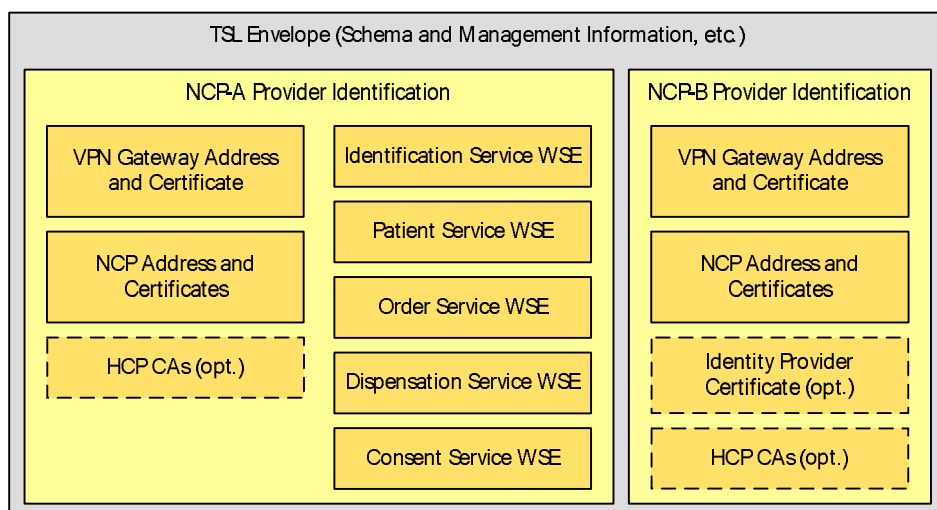 TSL Envelope (Schema and Management Information, etc.)
NCP-A Provider Identification
VPN Gateway Address
and Certificate
NCP Address and
Certificates
HCP CAs (opt.)
Identification Service WSE
Patient Service WSE
Order Service WSE
Dispensation Service WSE
Consent Service WSE
NCP-B Provider Identification
VPN Gateway Address
and Certificate
NCP Address and
Certificates
Identity Provider
Certificate (opt.)
HCP CAs (opt.)